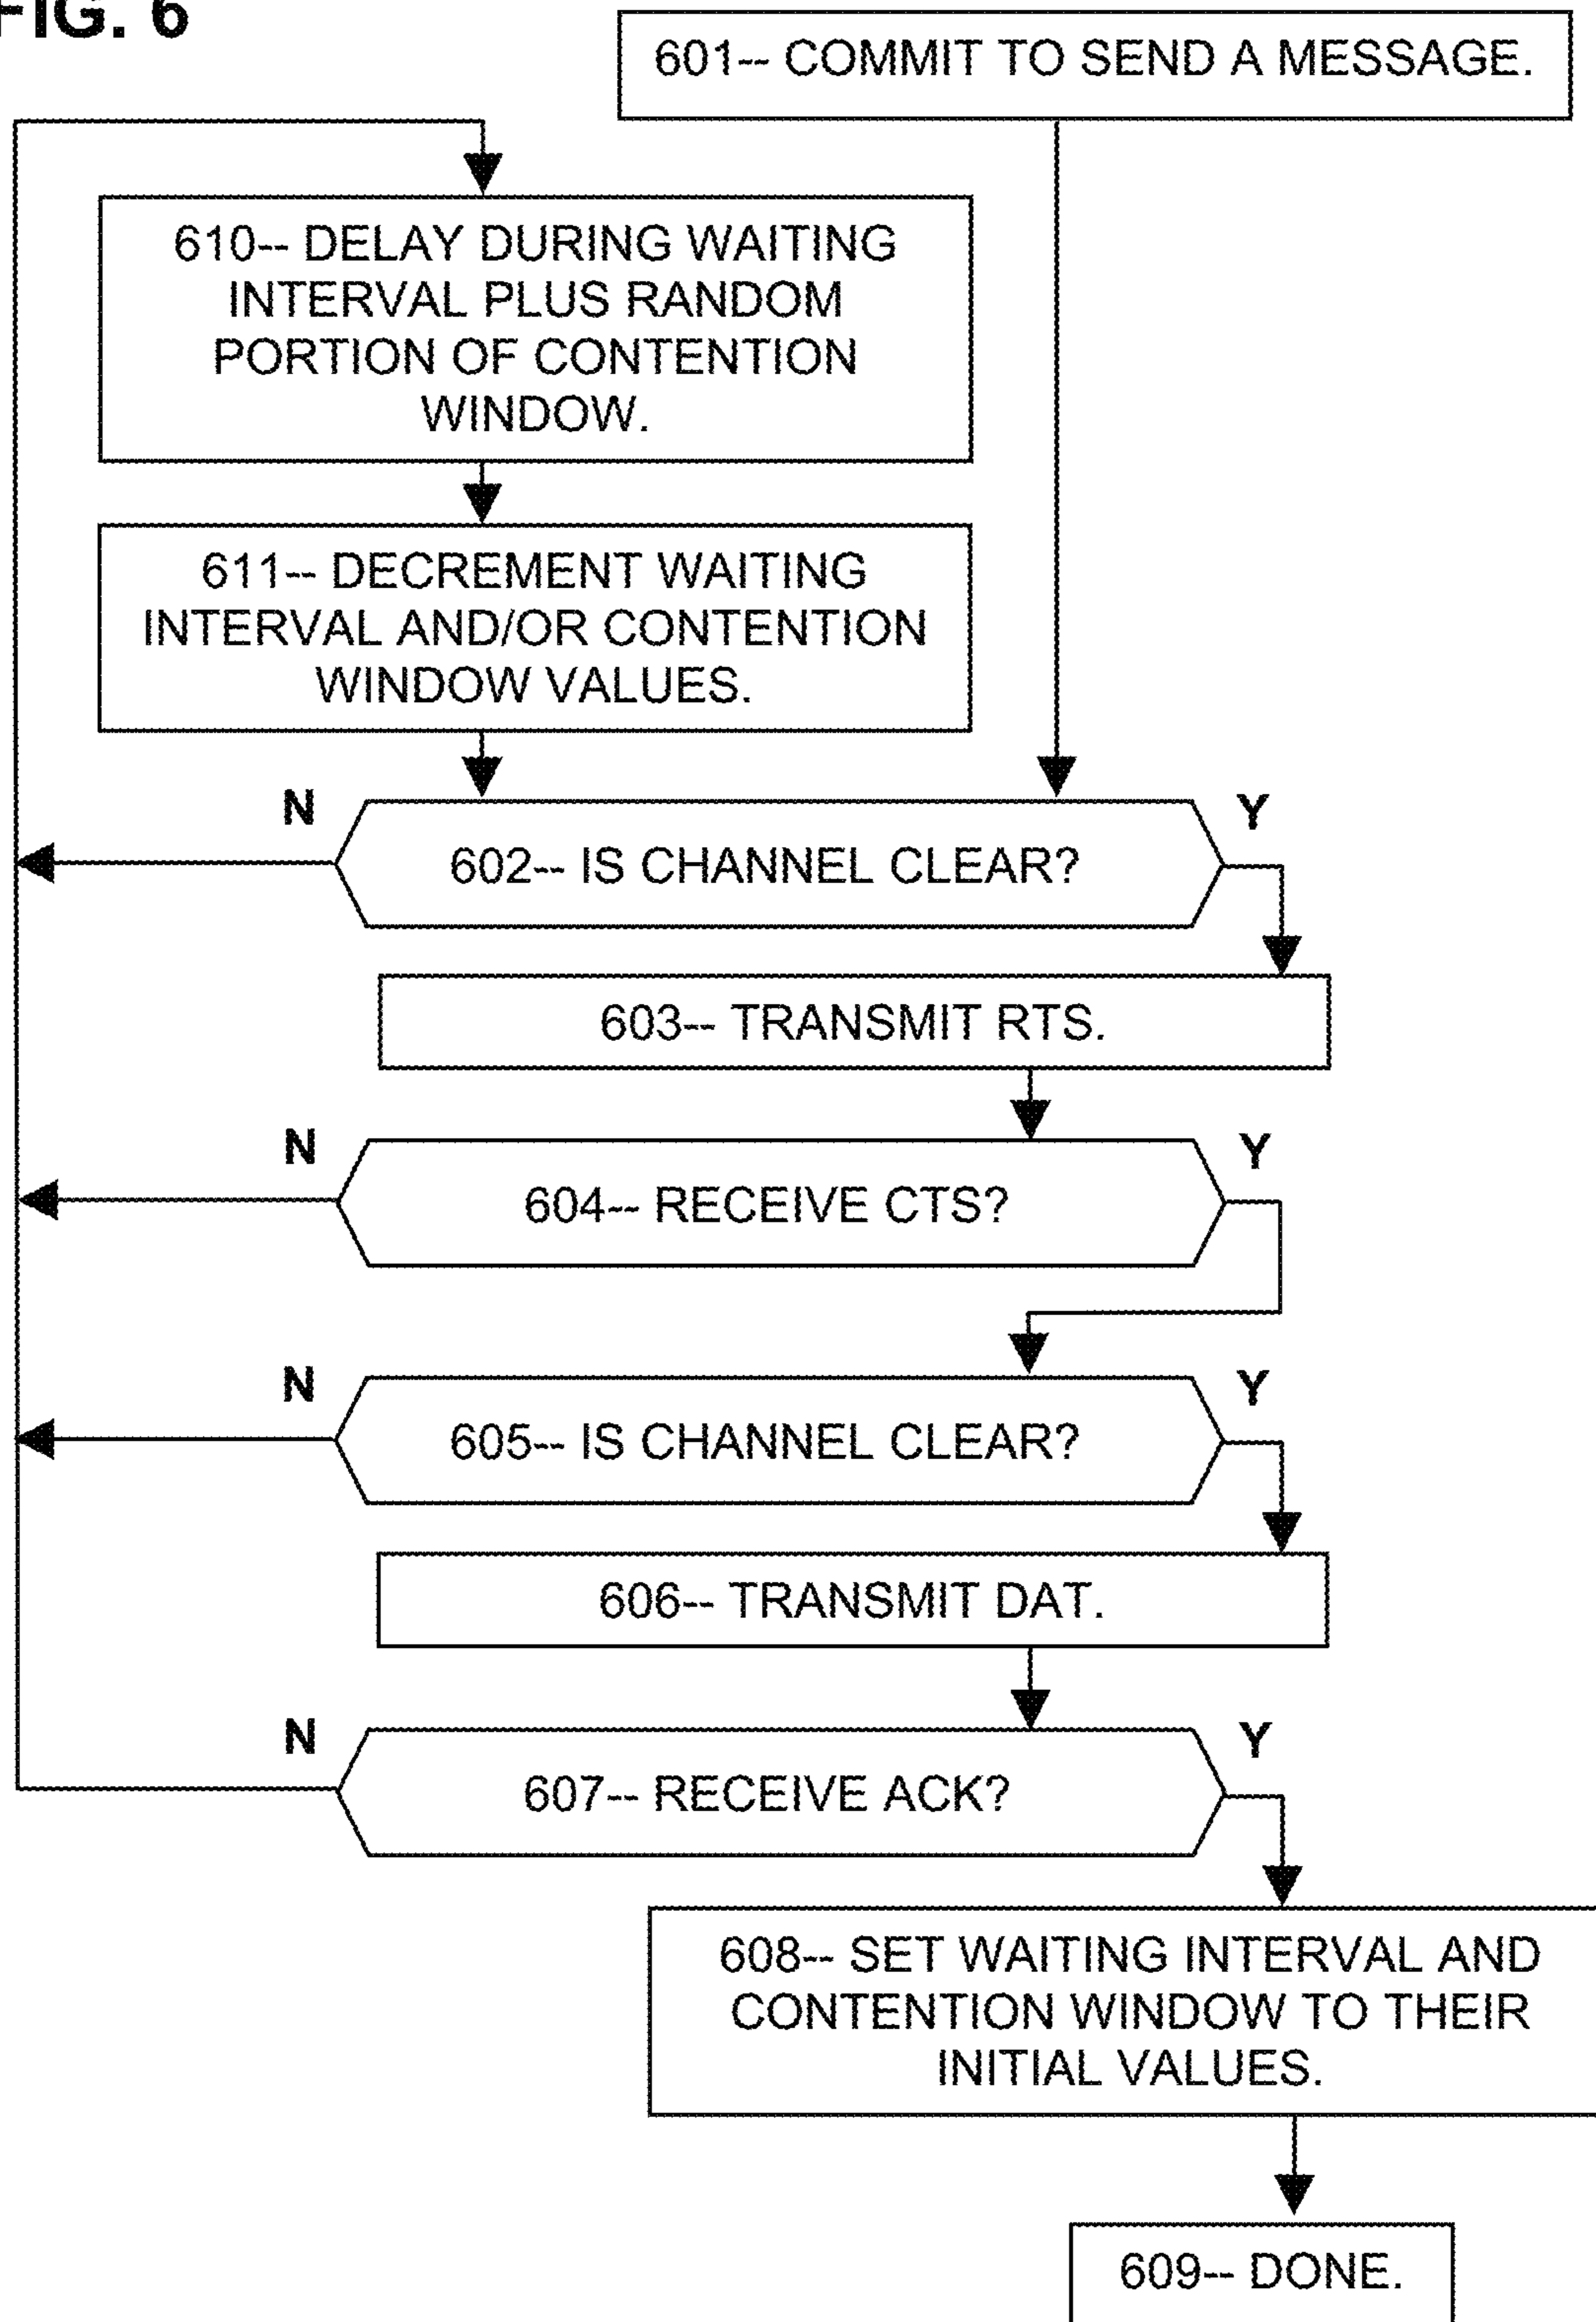 FIG. 6
601-- COMMIT TO SEND A MESSAGE.
610-- DELAY DURING WAITING
INTERVAL PLUS RANDOM
PORTION OF CONTENTION
WINDOW.
611-- DECREMENT WAITING
INTERVAL AND/OR CONTENTION
WINDOW VALUES.
N
Y
602-- IS CHANNEL CLEAR?
603-- TRANSMIT RTS.
N
Y
604-- RECEIVE CTS?
N
Y
605-- IS CHANNEL CLEAR?
606-- TRANSMIT DAT.
N
Y
607-- RECEIVE ACK?
608-- SET WAITING INTERVAL AND
CONTENTION WINDOW TO THEIR
INITIAL VALUES.
609-- DONE.